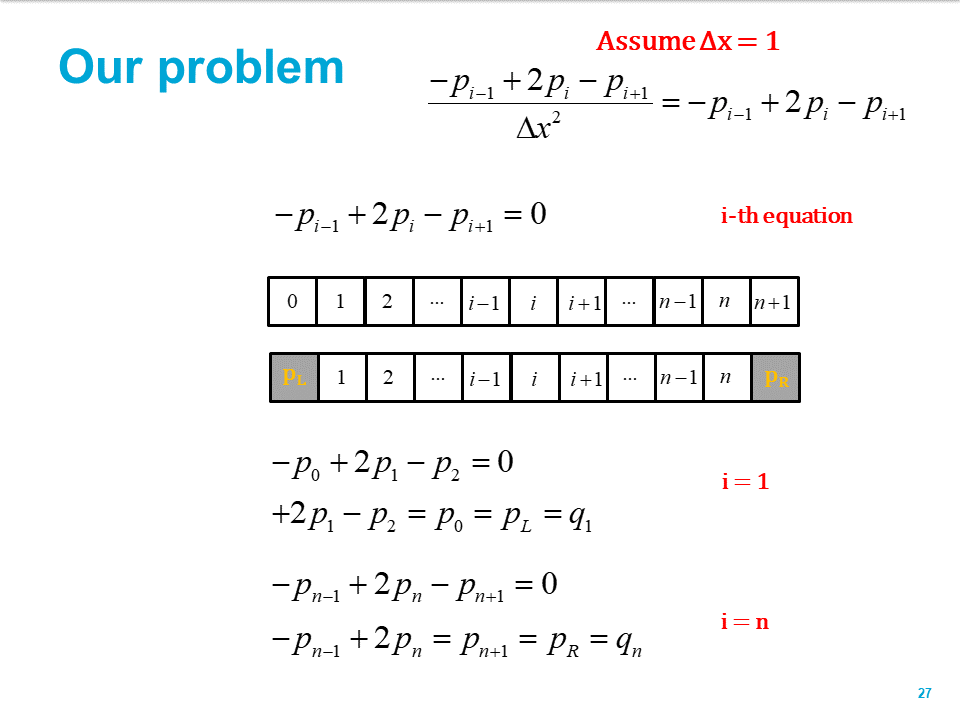 Our problem
Assume Δx = 1
\frac{-p_{i-1} + 2p_i - p_{i+1}}{\Delta x^2} = -p_{i-1} + 2p_i - p_{i+1}
-p_{i-1} + 2p_i - p_{i+1} = 0
i-th equation
0 1 2 ... i−1 i i+1 ... n−1 n n+1
p_L 1 2 ... i−1 i i+1 ... n−1 n p_R
-p_0 + 2p_1 - p_2 = 0
i = 1
+2p_1 - p_2 = p_0 = p_L = q_1
-p_{n-1} + 2p_n - p_{n+1} = 0
i = n
-p_{n-1} + 2p_n = p_{n+1} = p_R = q_n
27